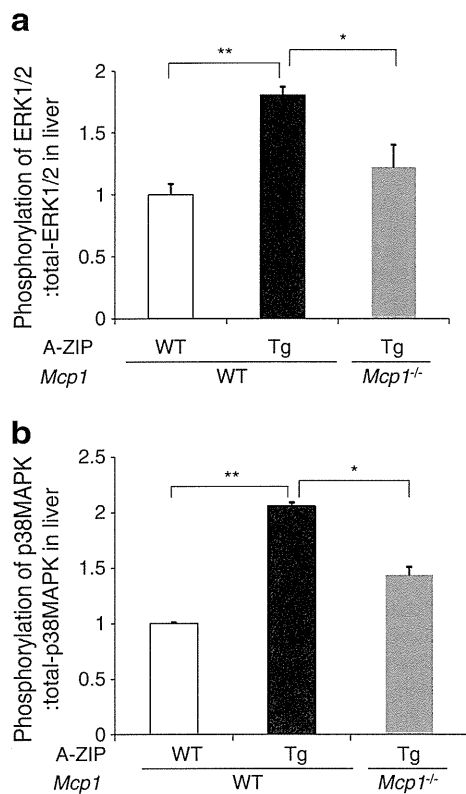 a
Phosphorylation of ERK1/2
:total-ERK1/2 in liver
2
1.5
1
0.5
0
**
*
A-ZIP WT Tg Tg
Mcp1 WT Mcp1-/-
b
Phosphorylation of p38MAPK
:total-p38MAPK in liver
2.5
2
1.5
1
0.5
0
**
*
A-ZIP WT Tg Tg
Mcp1 WT Mcp1-/-